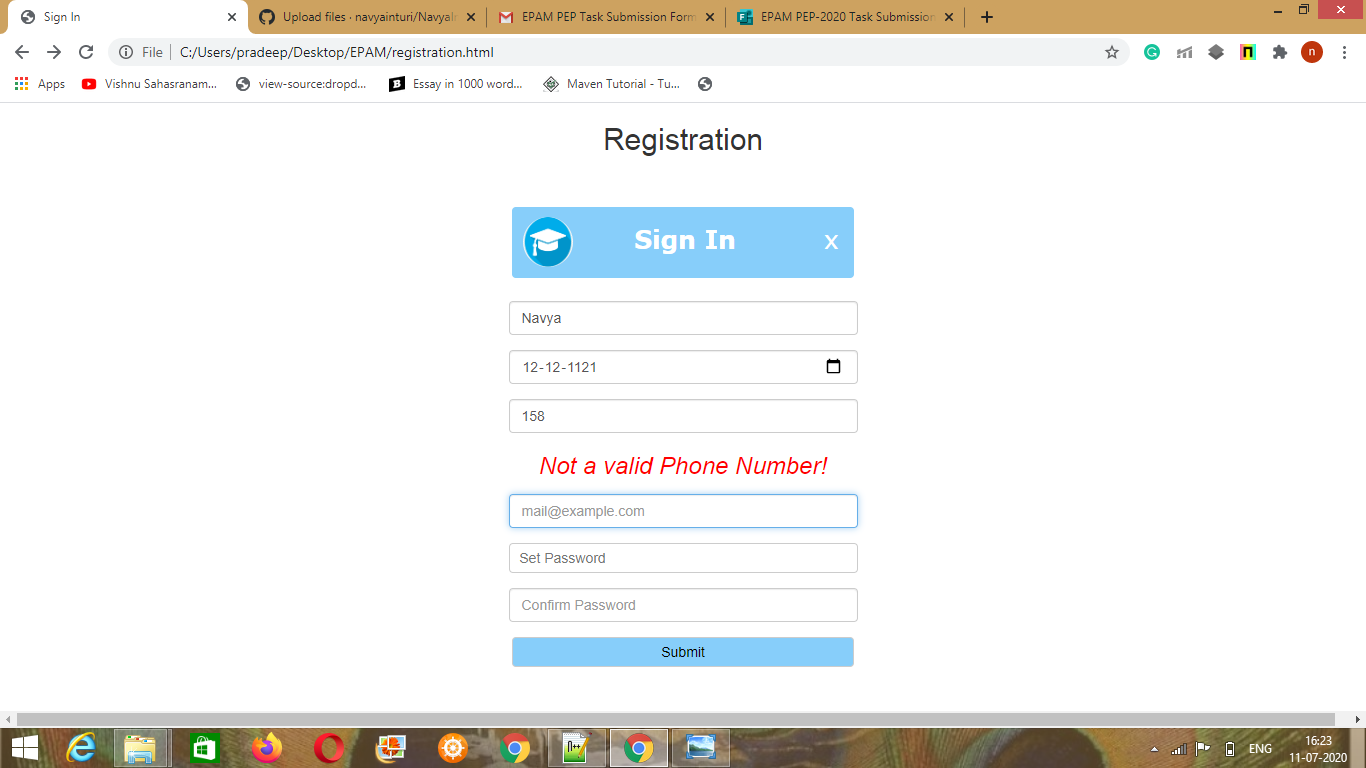 Sign In
Upload files · navyainturi/NavyaIn
EPAM PEP Task Submission Form
EPAM PEP-2020 Task Submission
File
C:/Users/pradeep/Desktop/EPAM/registration.html
n
Apps
Vishnu Sahasranam...
view-source:dropd...
Essay in 1000 word...
Maven Tutorial - Tu...
Registration
Sign In
X
Navya
12-12-1121
158
Not a valid Phone Number!
mail@example.com
Set Password
Confirm Password
Submit
ENG
16:23
11-07-2020